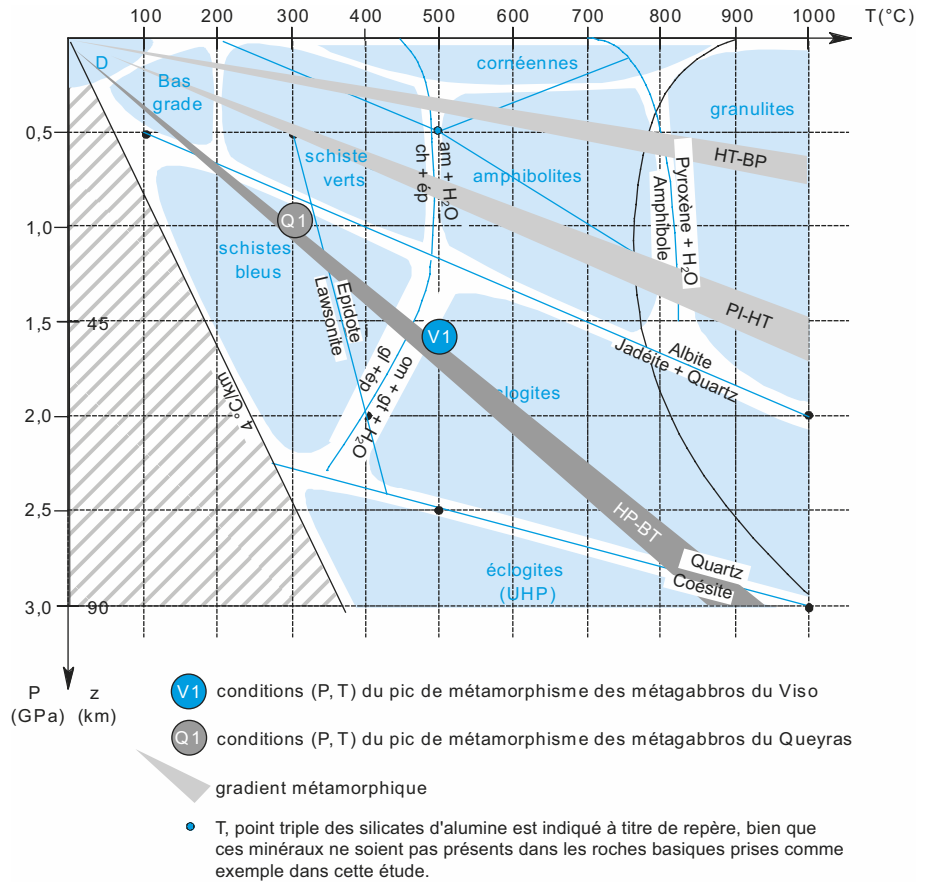 100 200 300 400 500 600 700 800 900 1000 T(°C)
D
cornéennes
Bas
grade
granulites
0,5
HT-BP
schiste
verts
ch + ép
am + H₂O
amphibolites
Amphibole
Pyroxène + H₂O
1,0
Q1
schistes
bleus
Lawsonite
Epidote
PI-HT
1,5 45
V1
Albite
Jadéite + Quartz
gl +ép
om + gt + H₂O
clogites
4°C/km
2,0
2,5
HP-BT
Quartz
Coésite
éclogites
(UHP)
3,0 90
P z
(GPa) (km)
V1 conditions (P, T) du pic de métamorphisme des métagabbros du Viso
Q1 conditions (P, T) du pic de métamorphisme des métagabbros du Queyras
gradient métamorphique
T, point triple des silicates d'alumine est indiqué à titre de repère, bien que
ces minéraux ne soient pas présents dans les roches basiques prises comme
exemple dans cette étude.